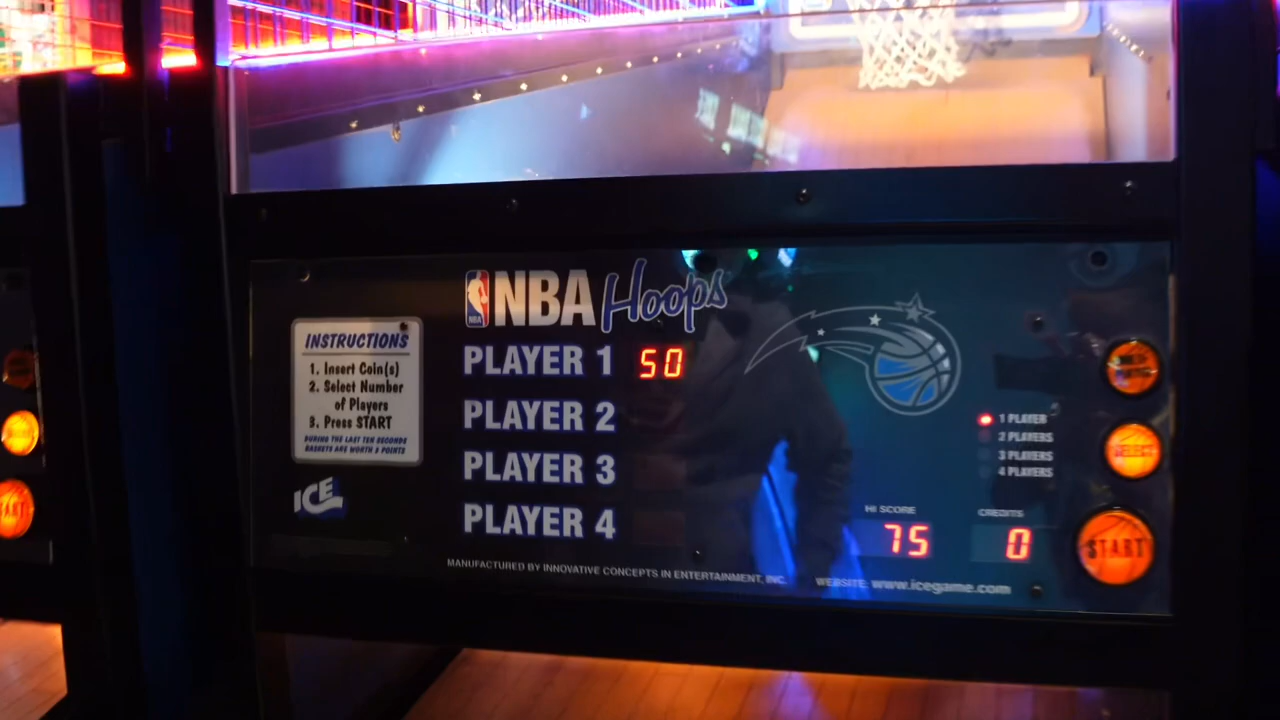 NBA Hoops
NBA
INSTRUCTIONS
1. Insert Coin(s)
2. Select Number
of Players
3. Press START
DURING THE LAST TEN SECONDS
BASKETS ARE WORTH 3 POINTS
ICE
PLAYER 1 50
PLAYER 2
PLAYER 3
PLAYER 4
1 PLAYER
2 PLAYERS
3 PLAYERS
4 PLAYERS
HI SCORE
75
CREDITS
0
SELECT
START
MANUFACTURED BY INNOVATIVE CONCEPTS IN ENTERTAINMENT, INC.
WEBSITE: www.icegame.com